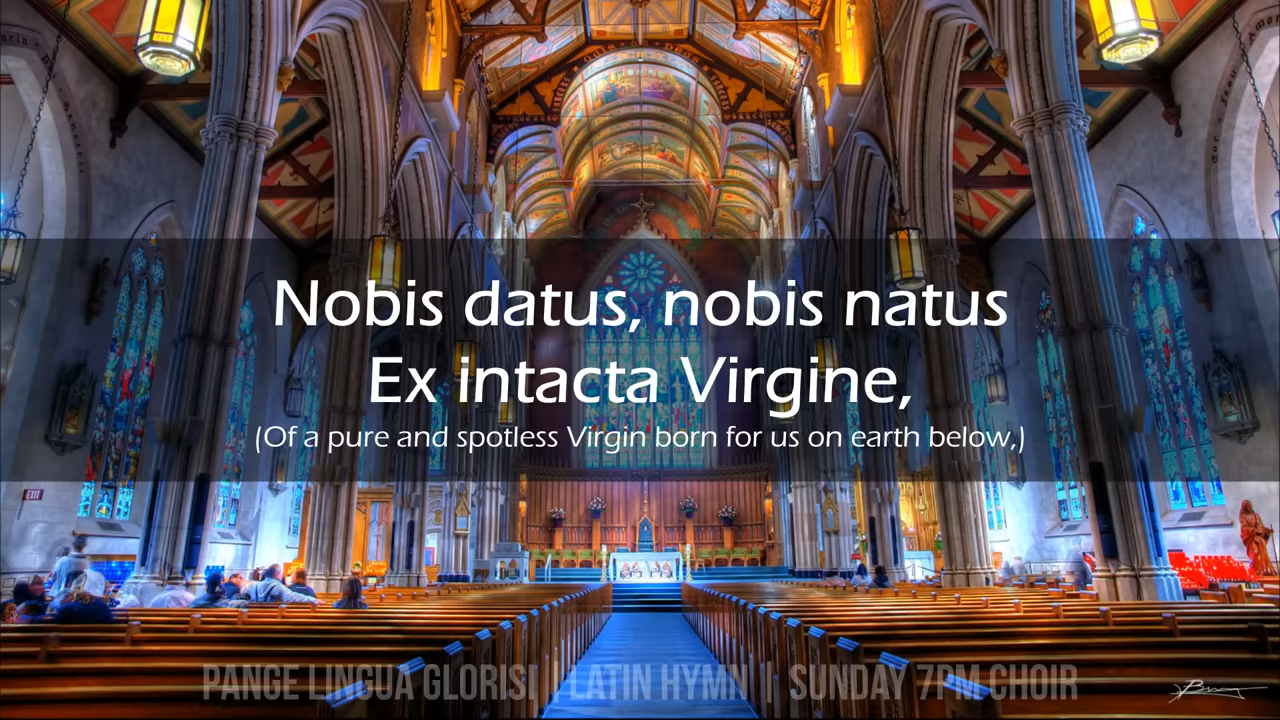 Nobis datus, nobis natus
Ex intacta Virgine,
(Of a pure and spotless Virgin born for us on earth below,)
EXIT
PANGE LINGUA GLORISI | LATIN HYMN | SUNDAY 7PM CHOIR